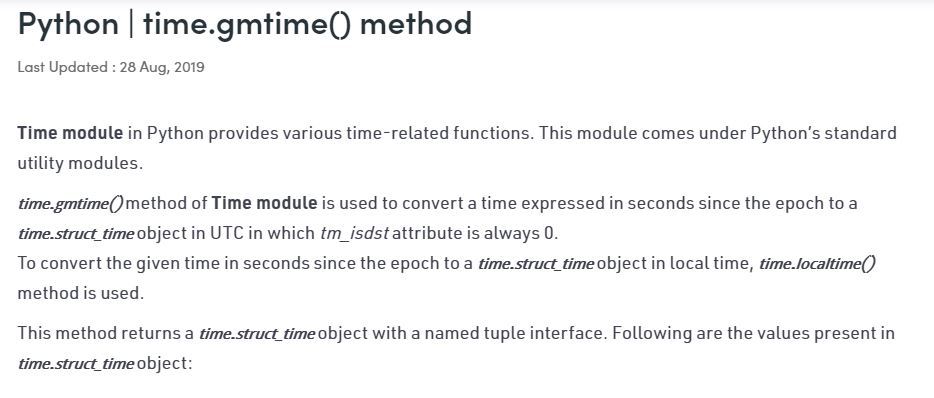 Python | time.gmtime() method
Last Updated : 28 Aug, 2019
Time module in Python provides various time-related functions. This module comes under Python's standard
utility modules.
time.gmtime() method of Time module is used to convert a time expressed in seconds since the epoch to a
time.struct_time object in UTC in which tm_isdst attribute is always 0.
To convert the given time in seconds since the epoch to a time.struct_time object in local time, time.localtime()
method is used.
This method returns a time.struct_time object with a named tuple interface. Following are the values present in
time.struct_time object: